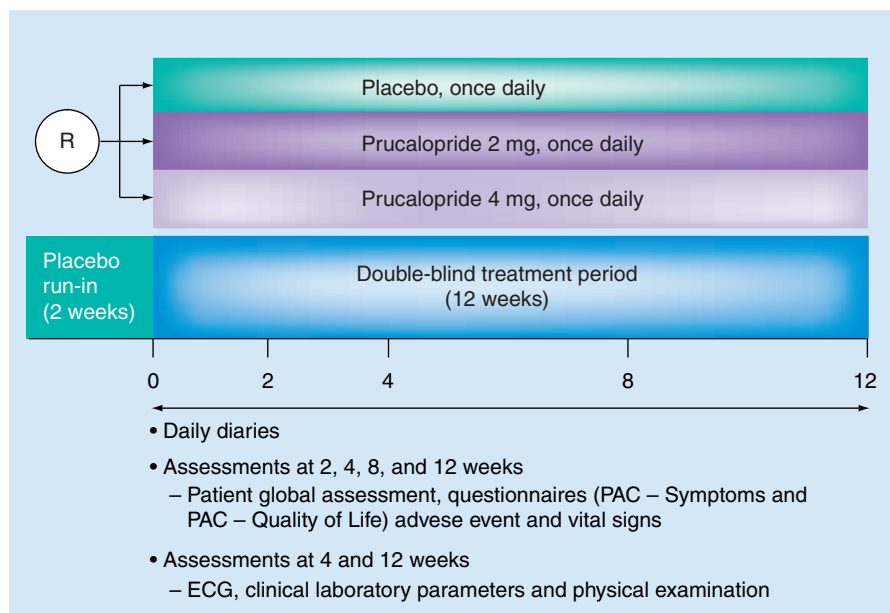 Placebo, once daily
R
Prucalopride 2 mg, once daily
Prucalopride 4 mg, once daily
Placebo
run-in
(2 weeks)
Double-blind treatment period
(12 weeks)
0 2 4 8 12
• Daily diaries
• Assessments at 2, 4, 8, and 12 weeks
– Patient global assessment, questionnaires (PAC – Symptoms and
PAC – Quality of Life) advese event and vital signs
• Assessments at 4 and 12 weeks
– ECG, clinical laboratory parameters and physical examination